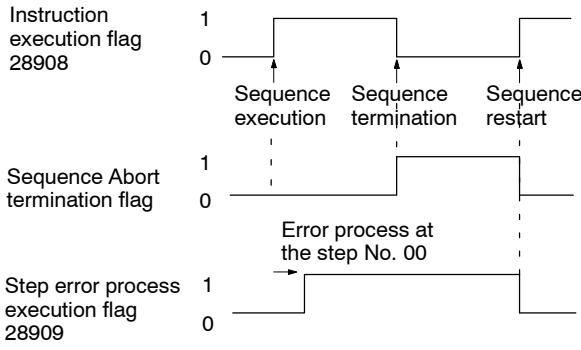 Instruction
execution flag
28908
1
0
Sequence
execution
Sequence
termination
Sequence
restart
Sequence Abort
termination flag
1
0
Error process at
the step No. 00
Step error process
execution flag
28909
1
0